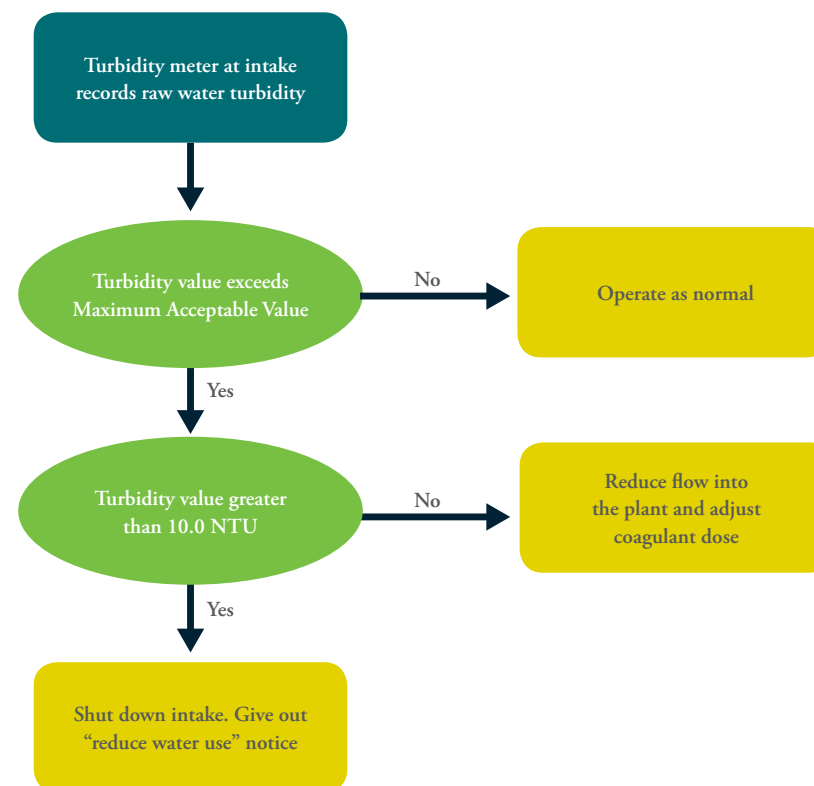 Turbidity meter at intake
records raw water turbidity
Turbidity value exceeds
Maximum Acceptable Value
No
Operate as normal
Yes
Turbidity value greater
than 10.0 NTU
No
Reduce flow into
the plant and adjust
coagulant dose
Yes
Shut down intake. Give out
“reduce water use” notice